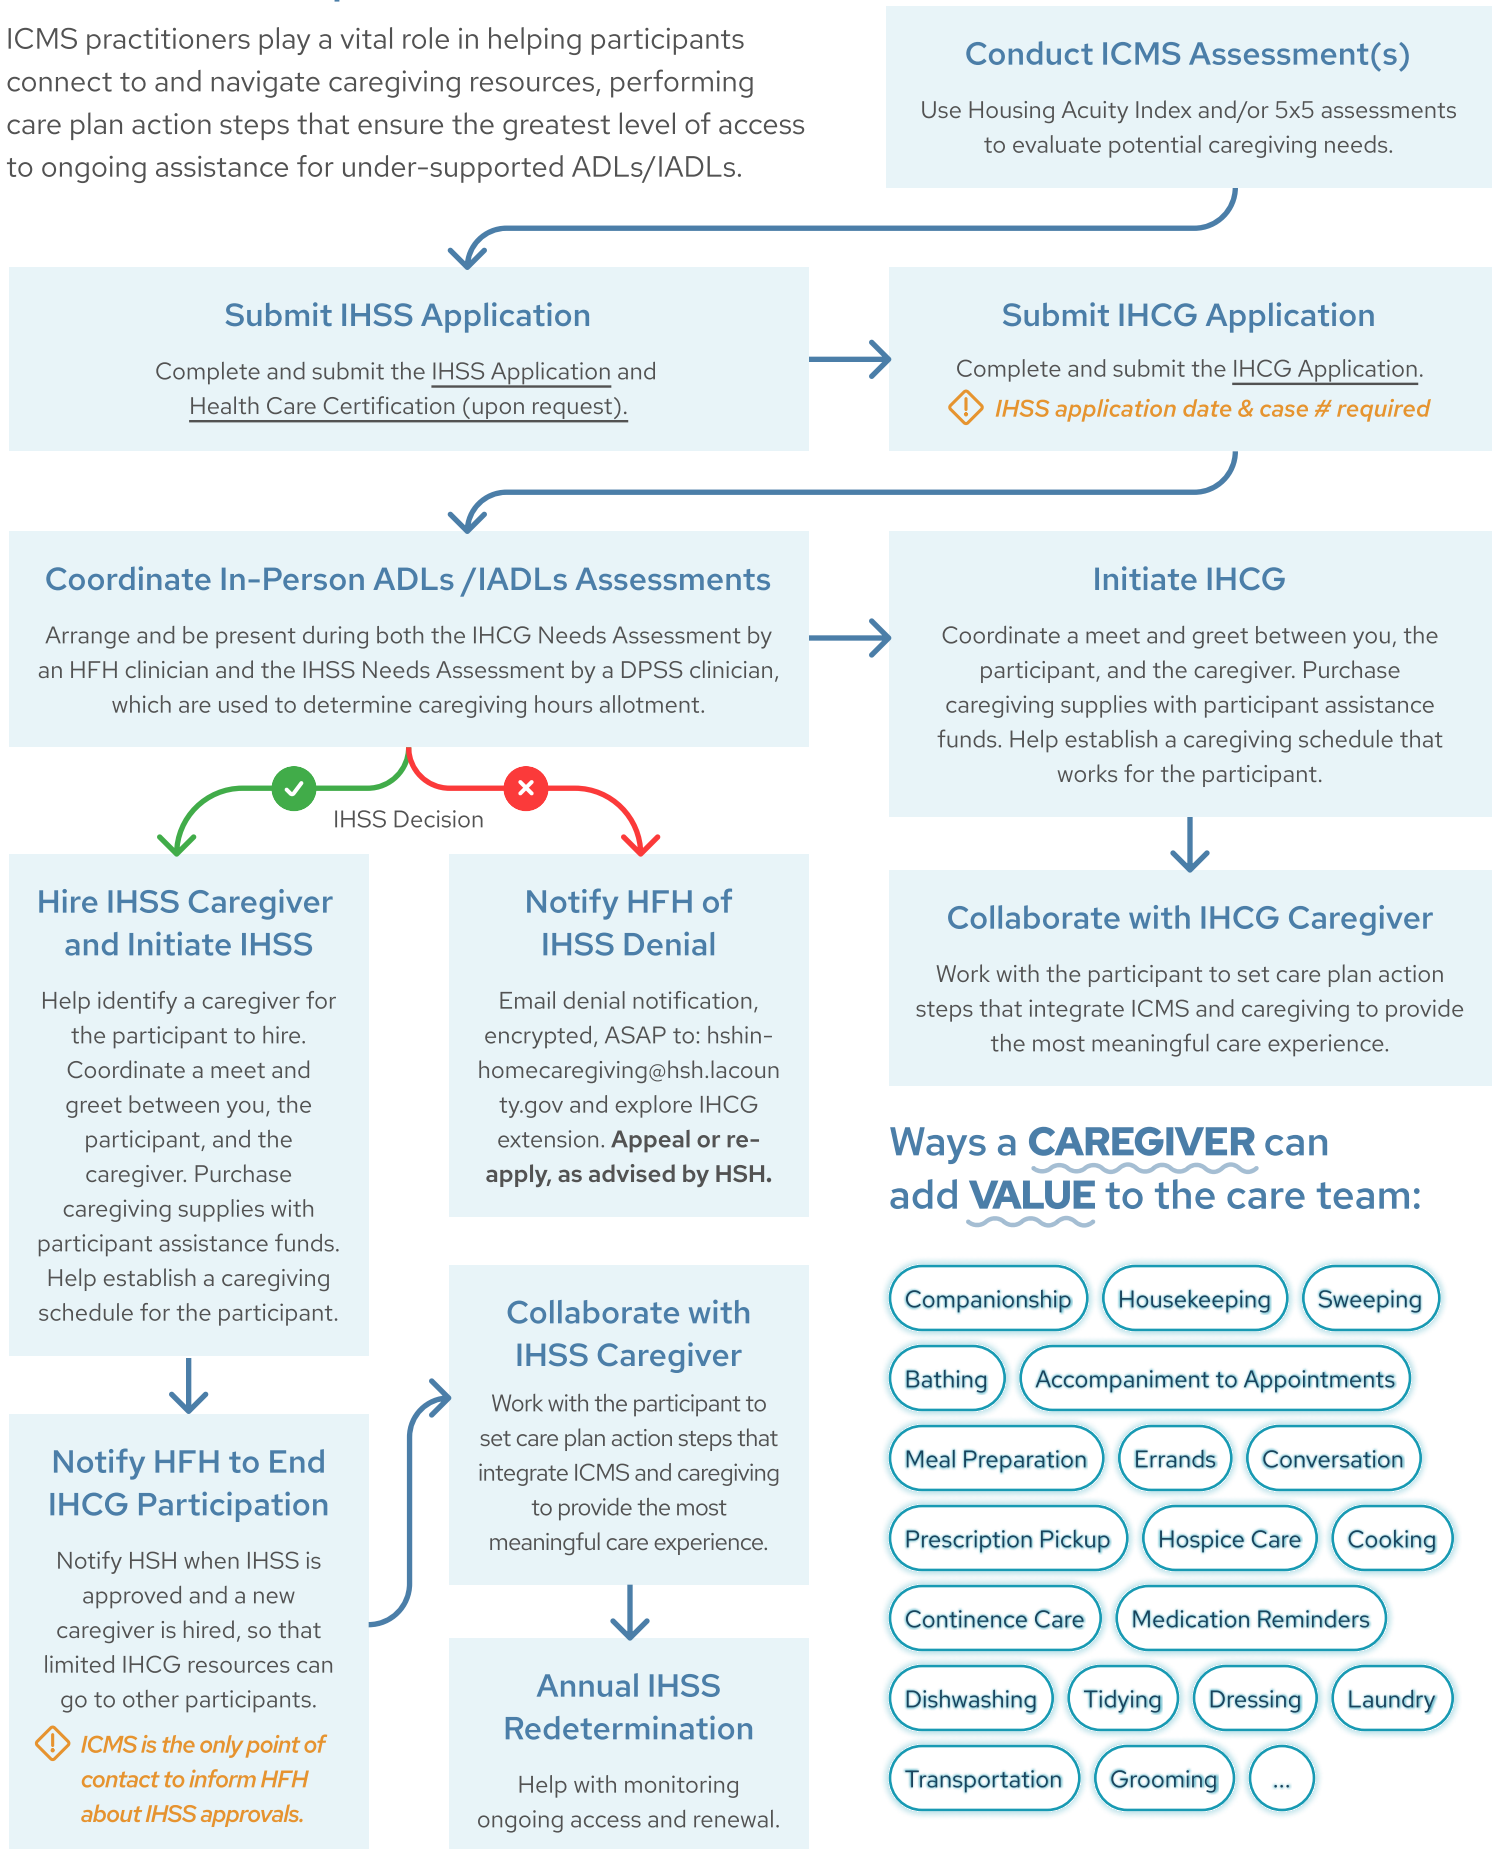 ICMS practitioners play a vital role in helping participants
connect to and navigate caregiving resources, performing
care plan action steps that ensure the greatest level of access
to ongoing assistance for under-supported ADLs/IADLs.
Conduct ICMS Assessment(s)
Use Housing Acuity Index and/or 5x5 assessments
to evaluate potential caregiving needs.
Submit IHSS Application
Complete and submit the IHSS Application and
Health Care Certification (upon request).
Submit IHCG Application
Complete and submit the IHCG Application.
IHSS application date & case # required
Coordinate In-Person ADLs /IADLs Assessments
Arrange and be present during both the IHCG Needs Assessment by
an HFH clinician and the IHSS Needs Assessment by a DPSS clinician,
which are used to determine caregiving hours allotment.
Initiate IHCG
Coordinate a meet and greet between you, the
participant, and the caregiver. Purchase
caregiving supplies with participant assistance
funds. Help establish a caregiving schedule that
works for the participant.
IHSS Decision
Hire IHSS Caregiver
and Initiate IHSS
Help identify a caregiver for
the participant to hire.
Coordinate a meet and
greet between you, the
participant, and the
caregiver. Purchase
caregiving supplies with
participant assistance funds.
Help establish a caregiving
schedule for the participant.
Notify HFH of
IHSS Denial
Email denial notification,
encrypted, ASAP to: hshin-
homecaregiving@hsh.lacoun
ty.gov and explore IHCG
extension. Appeal or re-
apply, as advised by HSH.
Collaborate with IHCG Caregiver
Work with the participant to set care plan action
steps that integrate ICMS and caregiving to provide
the most meaningful care experience.
Notify HFH to End
IHCG Participation
Notify HSH when IHSS is
approved and a new
caregiver is hired, so that
limited IHCG resources can
go to other participants.
ICMS is the only point of
contact to inform HFH
about IHSS approvals.
Collaborate with
IHSS Caregiver
Work with the participant to
set care plan action steps that
integrate ICMS and caregiving
to provide the most
meaningful care experience.
Annual IHSS
Redetermination
Help with monitoring
ongoing access and renewal.
Ways a CAREGIVER can
add VALUE to the care team:
Companionship Housekeeping Sweeping
Bathing Accompaniment to Appointments
Meal Preparation Errands Conversation
Prescription Pickup Hospice Care Cooking
Continence Care Medication Reminders
Dishwashing Tidying Dressing Laundry
Transportation Grooming ...